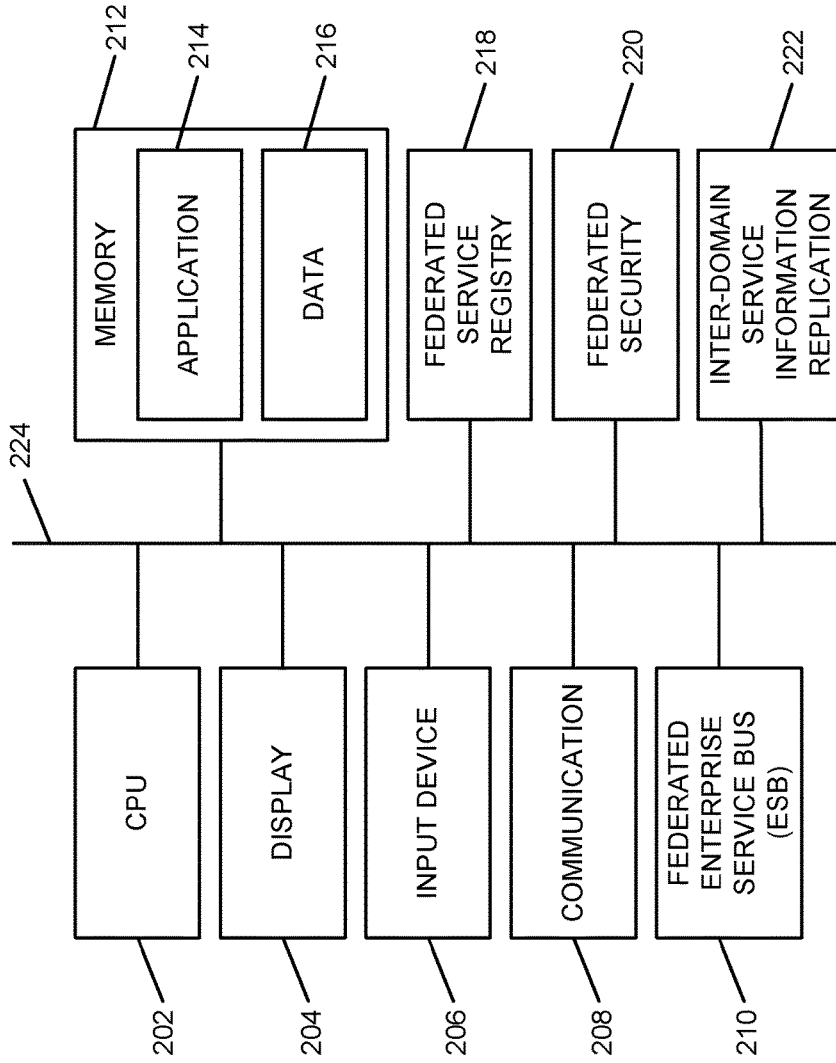 224
212
MEMORY
214
APPLICATION
216
DATA
218
FEDERATED
SERVICE
REGISTRY
220
FEDERATED
SECURITY
222
INTER-DOMAIN
SERVICE
INFORMATION
REPLICATION
CPU
202
DISPLAY
204
INPUT DEVICE
206
COMMUNICATION
208
FEDERATED
ENTERPRISE
SERVICE BUS
(ESB)
210